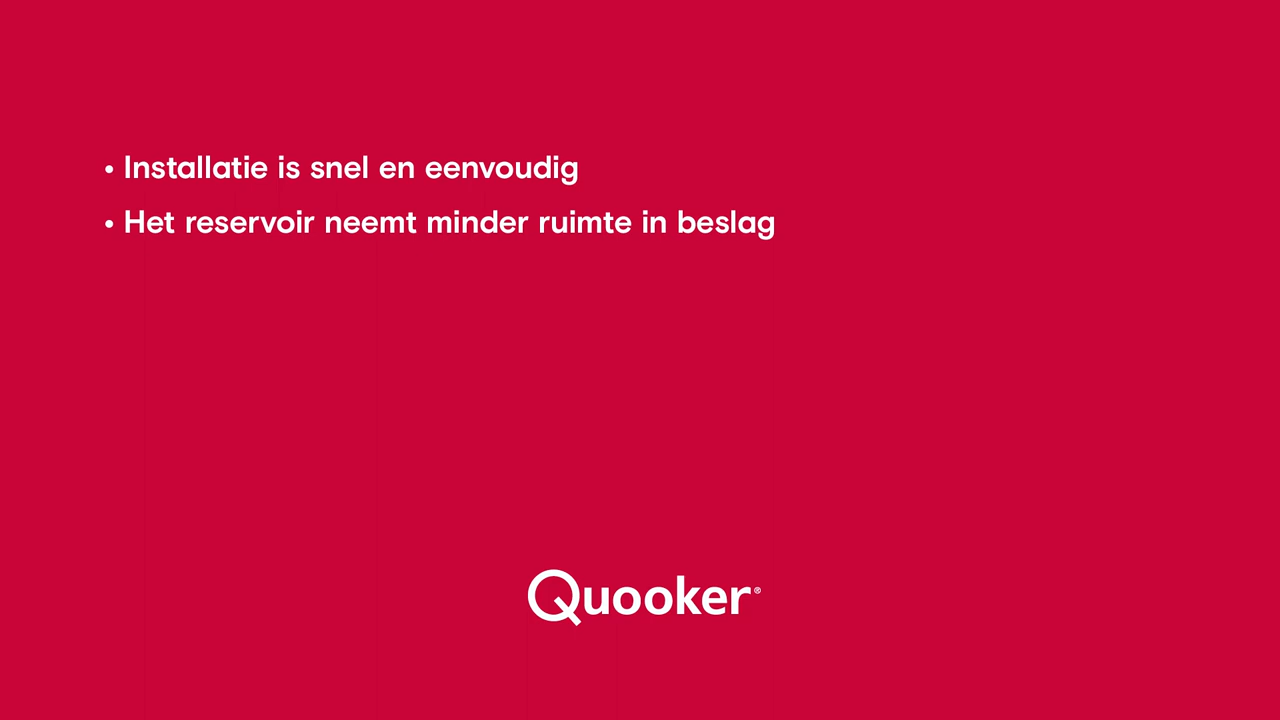 • Installatie is snel en eenvoudig
• Het reservoir neemt minder ruimte in beslag
Quooker®